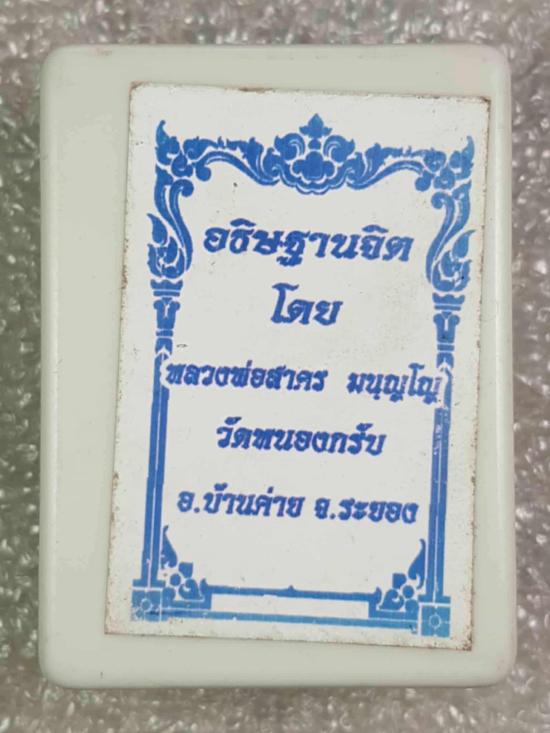 อธิษฐานจิต
โดย
หลวงพ่อสาคร มนุญโญ
วัดหนองกรับ
อ.บ้านค่าย จ.ระยอง